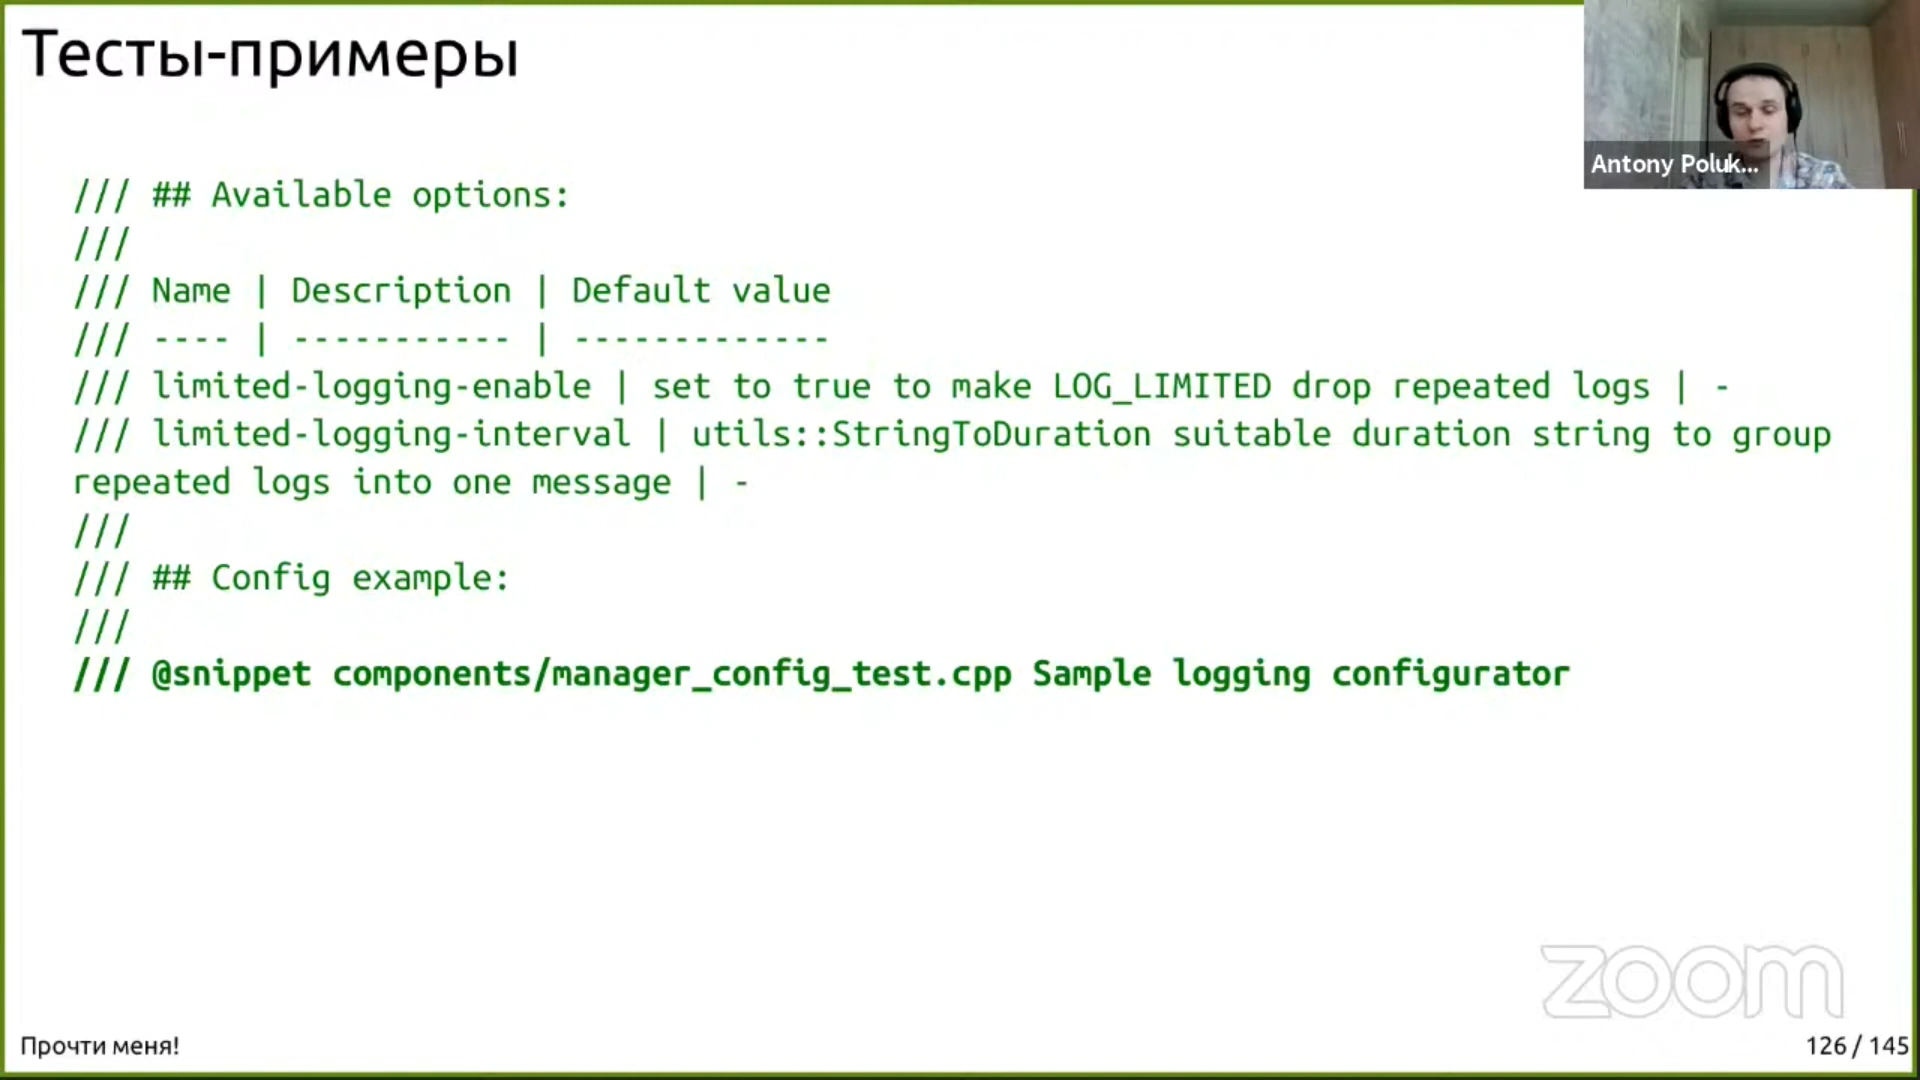 Тесты-примеры
Antony Poluk...
/// ## Available options:
///
/// Name | Description | Default value
/// ---- | ----------- | -------------
/// limited-logging-enable | set to true to make LOG_LIMITED drop repeated logs | -
/// limited-logging-interval | utils::StringToDuration suitable duration string to group
repeated logs into one message | -
///
/// ## Config example:
///
/// @snippet components/manager_config_test.cpp Sample logging configurator
zoom
Прочти меня!
126 / 145